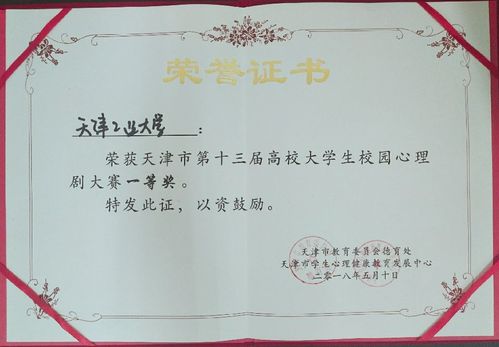 荣誉证书
天津工业大学：
荣获天津市第十三届高校大学生校园心理
剧大赛一等奖。
特发此证，以资鼓励。
天津市教育委员会德育处
天津市学生心理健康教育发展中心
二〇一八年五月十日